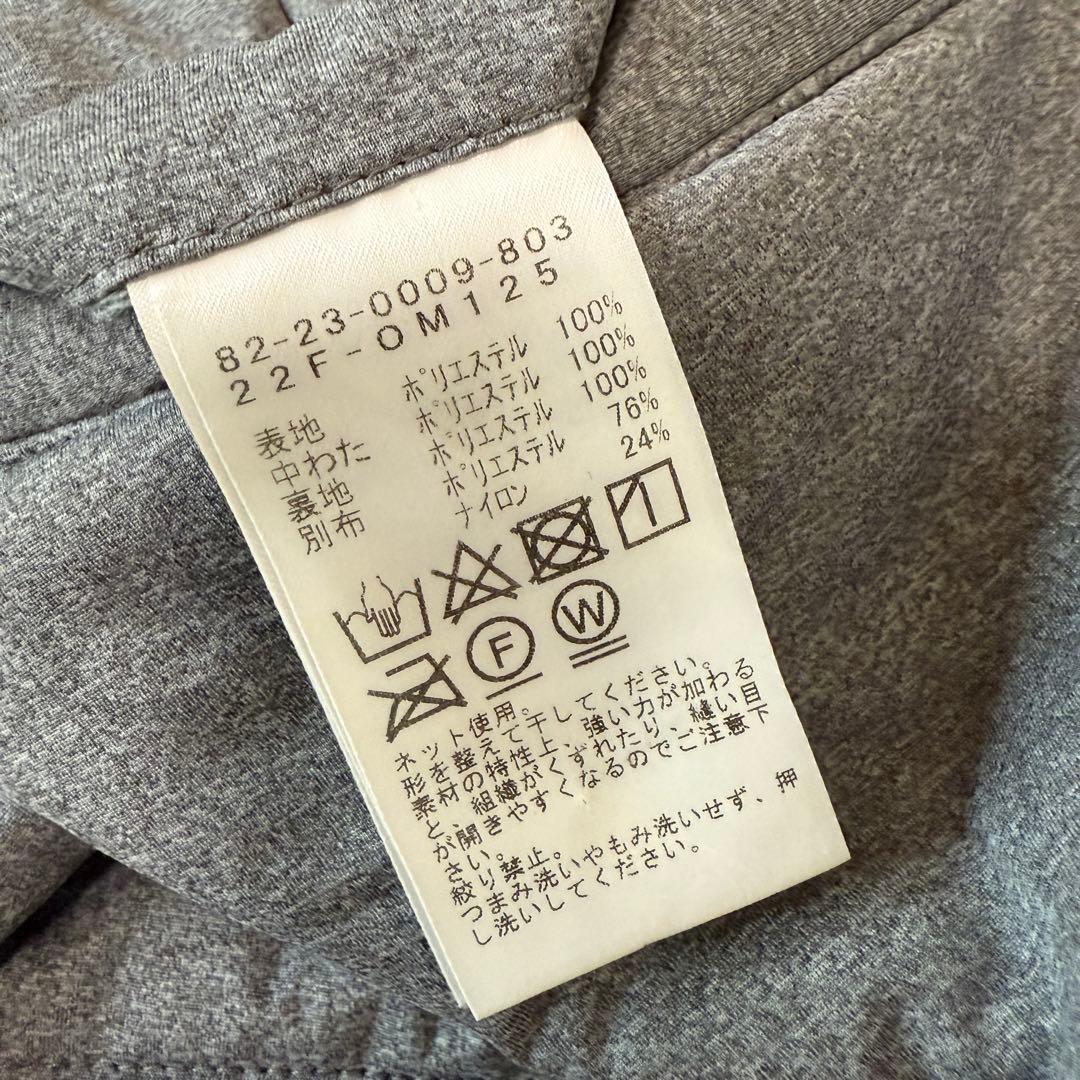 82-23-0009-803
22F-OM125
表地 ポリエステル 100%
中わた ポリエステル 100%
裏地 ポリエステル 100%
別布 ポリエステル 76%
ナイロン 24%
F W
ネット使用。干してください。
形を整えて上、強い力が加わる
素材の特性
と、組織がくずれたり、縫い目
が開きやすくなるのでご注意下
さい。
絞り禁止。
つまみ洗いやもみ洗いせず、押
し洗いしてください。